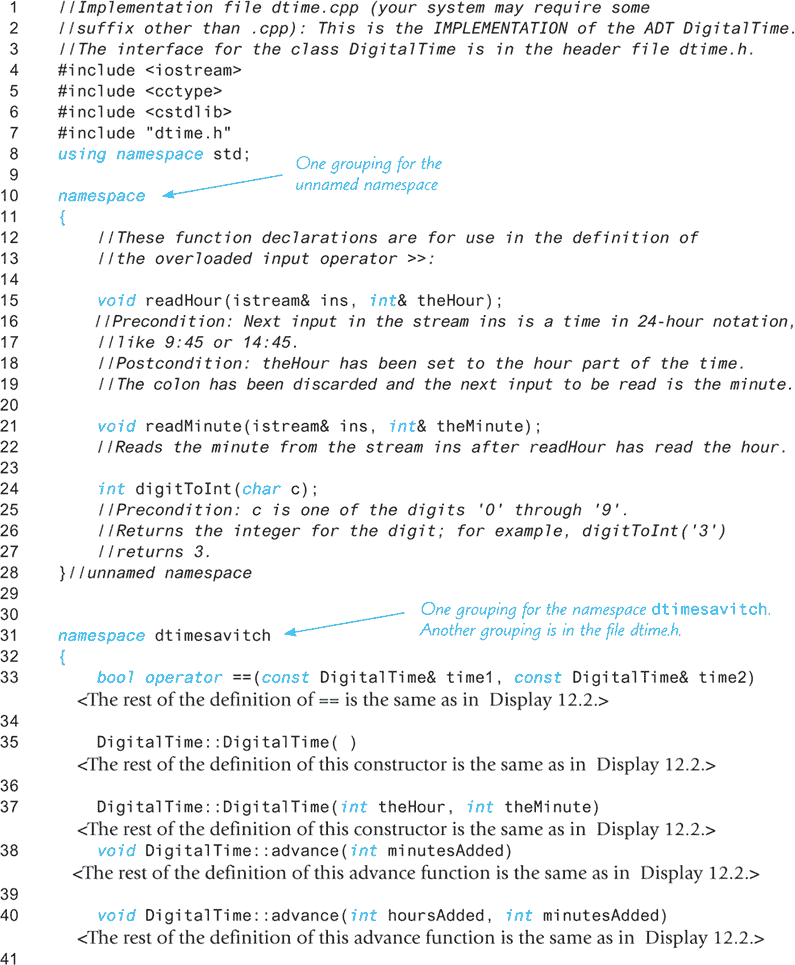 1 //Implementation file dtime.cpp (your system may require some
2 //suffix other than .cpp): This is the IMPLEMENTATION of the ADT DigitalTime.
3 //The interface for the class DigitalTime is in the header file dtime.h.
4 #include <iostream>
5 #include <cctype>
6 #include <cstdlib>
7 #include "dtime.h"
8 using namespace std;
9
One grouping for the
unnamed namespace
10 namespace
11 {
12 //These function declarations are for use in the definition of
13 //the overloaded input operator >>:
14
15 void readHour(istream& ins, int& theHour);
16 //Precondition: Next input in the stream ins is a time in 24-hour notation,
17 //like 9:45 or 14:45.
18 //Postcondition: theHour has been set to the hour part of the time.
19 //The colon has been discarded and the next input to be read is the minute.
20
21 void readMinute(istream& ins, int& theMinute);
22 //Reads the minute from the stream ins after readHour has read the hour.
23
24 int digitToInt(char c);
25 //Precondition: c is one of the digits '0' through '9'.
26 //Returns the integer for the digit; for example, digitToInt('3')
27 //returns 3.
28 }//unnamed namespace
29
30
One grouping for the namespace dtimesavitch.
Another grouping is in the file dtime.h.
31 namespace dtimesavitch
32 {
33 bool operator ==(const DigitalTime& time1, const DigitalTime& time2)
<The rest of the definition of == is the same as in Display 12.2.>
34
35 DigitalTime::DigitalTime( )
<The rest of the definition of this constructor is the same as in Display 12.2.>
36
37 DigitalTime::DigitalTime(int theHour, int theMinute)
<The rest of the definition of this constructor is the same as in Display 12.2.>
38 void DigitalTime::advance(int minutesAdded)
<The rest of the definition of this advance function is the same as in Display 12.2.>
39
40 void DigitalTime::advance(int hoursAdded, int minutesAdded)
<The rest of the definition of this advance function is the same as in Display 12.2.>
41